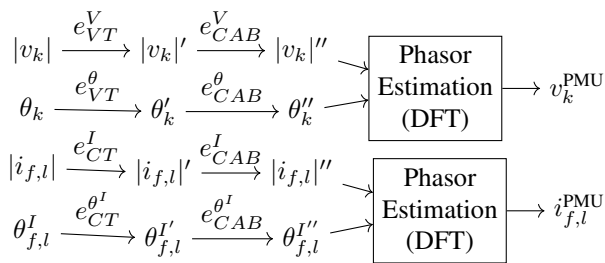 |v_k| e^V_{VT} |v_k|' e^V_{CAB} |v_k|''
θ_k e^θ_{VT} θ'_k e^θ_{CAB} θ''_k
Phasor
Estimation
(DFT)
v_k^{PMU}
|i_{f,l}| e^I_{CT} |i_{f,l}|' e^I_{CAB} |i_{f,l}|''
θ^I_{f,l} e^{θ^I}_{CT} θ^{I'}_{f,l} e^{θ^I}_{CAB} θ^{I''}_{f,l}
Phasor
Estimation
(DFT)
i_{f,l}^{PMU}